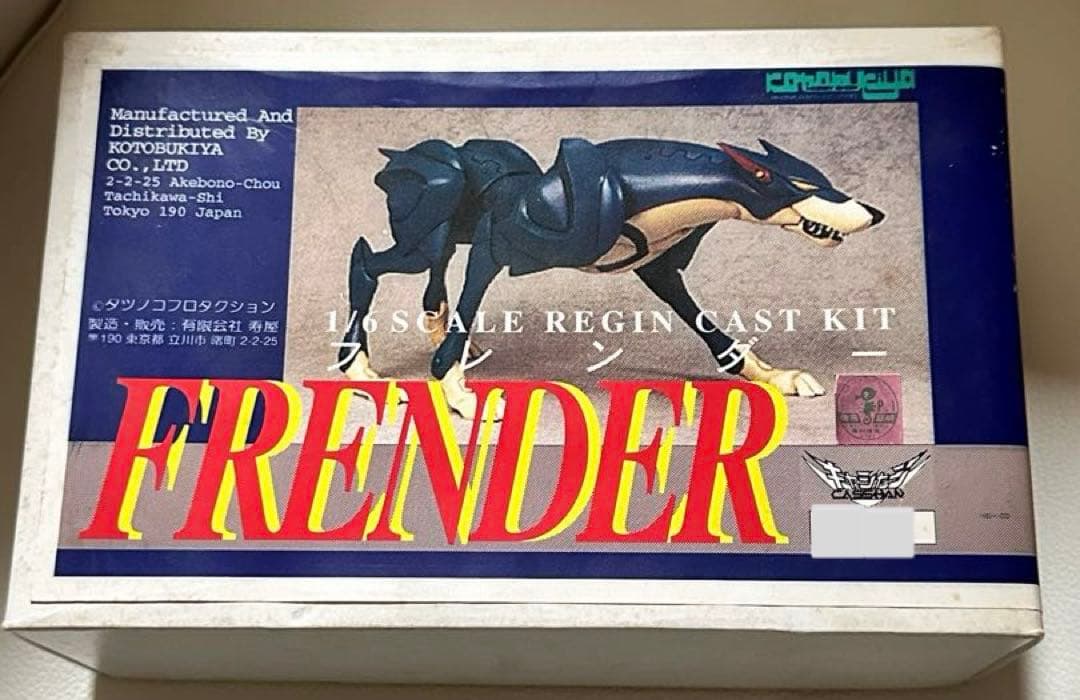 KOTOBUKIYA
Manufactured And
Distributed By
KOTOBUKIYA
CO.,LTD
2-2-25 Akebono-Chou
Tachikawa-Shi
Tokyo 190 Japan
©タツノコプロダクション
製造・販売:有限会社 寿屋
〒190 東京都 立川市 曙町 2-2-25
1/6 SCALE REGIN CAST KIT
フレンダー
FRENDER
キャシャーン
CASSHAN